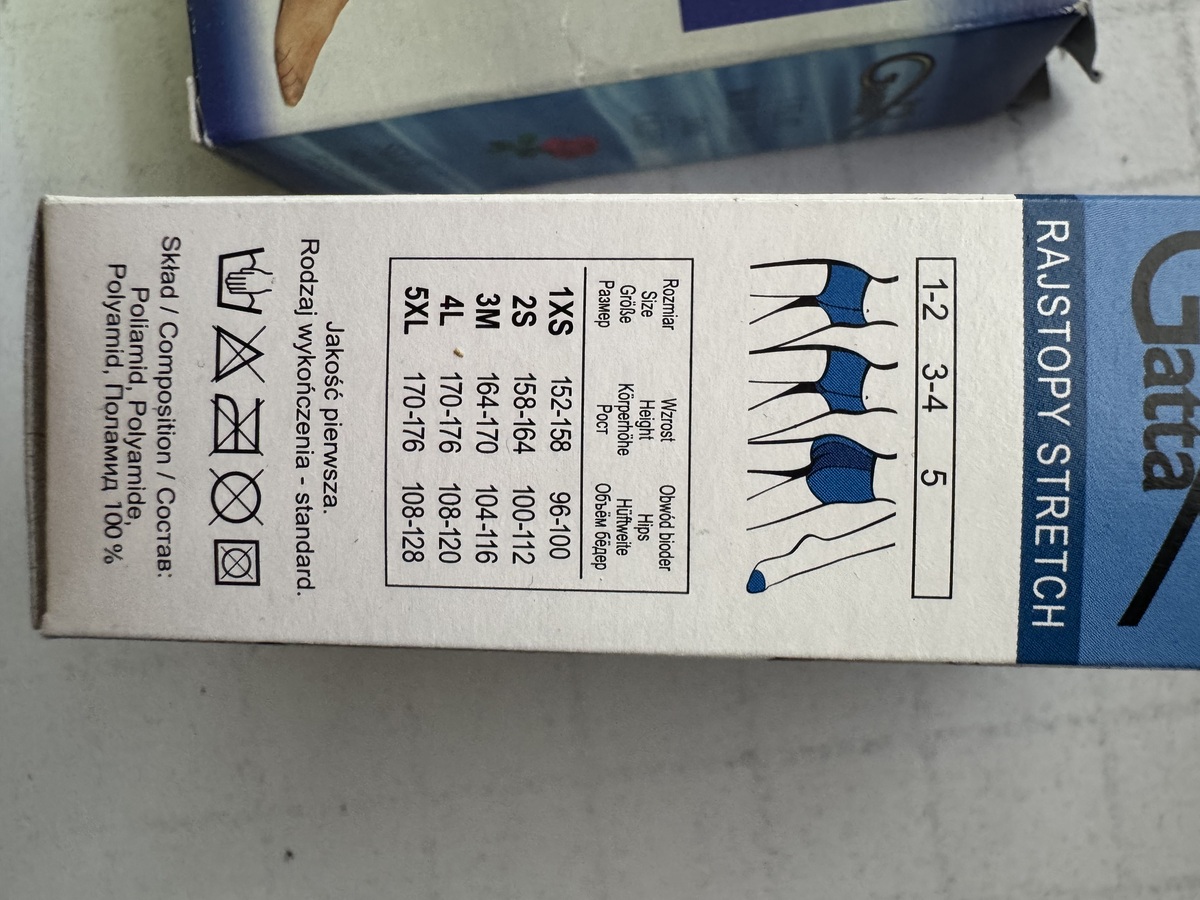 Gatta
RAJSTOPY STRETCH
1-2 3-4 5
Rozmiar Wzrost Obwód bioder
Size Height Hips
Größe Körperhöhe Hüftweite
Размер Рост Объём бёдер
1XS 152-158 96-100
2S 158-164 100-112
3M 164-170 104-116
4L 170-176 108-120
5XL 170-176 108-128
Jakość pierwsza.
Rodzaj wykończenia - standard.
Skład / Composition / Состав:
Poliamid, Polyamide,
Polyamid, Полиамид 100%